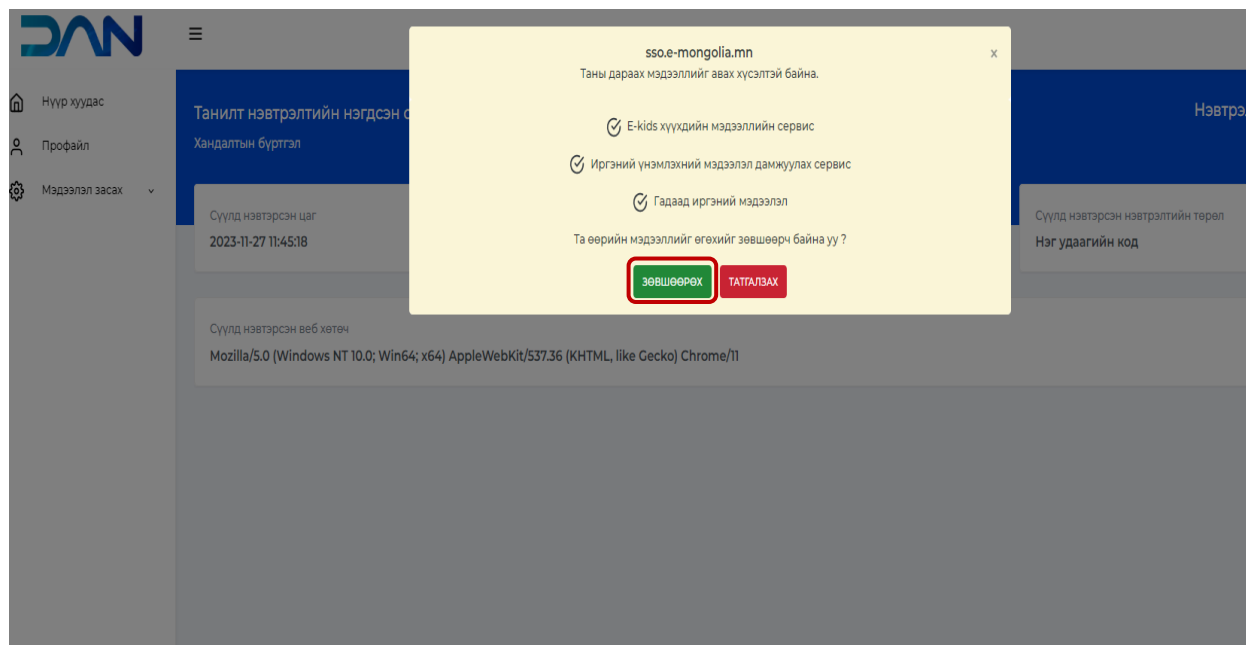 DAN
Нүүр хуудас
Профайл
Мэдээлэл засах
Танилт нэвтрэлтийн нэгдсэн
Хандалтын бүртгэл
Сүүлд нэвтэрсэн цаг
2023-11-27 11:45:18
sso.e-mongolia.mn
x
Таны дараах мэдээллийг авах хүсэлтэй байна.
E-kids хүүхдийн мэдээллийн сервис
Иргэний үнэмлэхний мэдээлэл дамжуулах сервис
Гадаад иргэний мэдээлэл
Та өөрийн мэдээллийг өгөхийг зөвшөөрч байна уу ?
ЗӨВШӨӨРӨХ
ТАТГАЛЗАХ
Нэвтрэ
Сүүлд нэвтэрсэн нэвтрэлтийн төрөл
Нэг удаагийн код
Сүүлд нэвтэрсэн веб хөтөч
Mozilla/5.0 (Windows NT 10.0; Win64; x64) AppleWebKit/537.36 (KHTML, like Gecko) Chrome/11